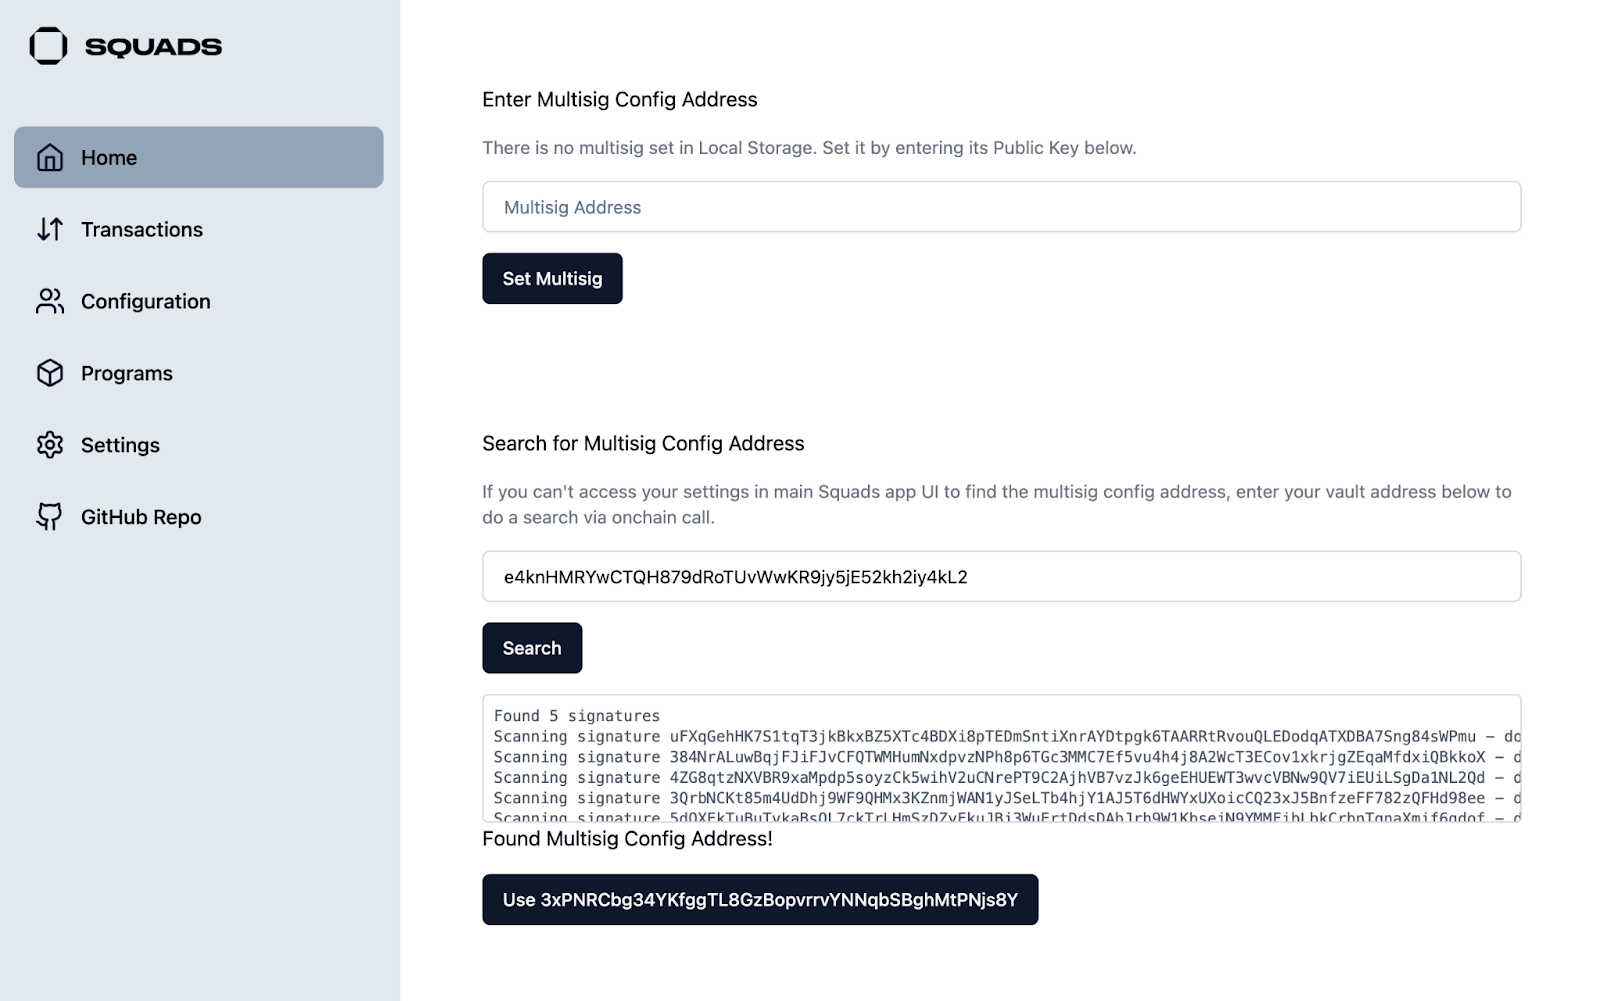 SQUADS
Home
Transactions
Configuration
Programs
Settings
GitHub Repo
Enter Multisig Config Address
There is no multisig set in Local Storage. Set it by entering its Public Key below.
Multisig Address
Set Multisig
Search for Multisig Config Address
If you can't access your settings in main Squads app UI to find the multisig config address, enter your vault address below to
do a search via onchain call.
e4knHMRYwCTQH879dRoTUvWwKR9jy5jE52kh2iy4kL2
Search
Found 5 signatures
Scanning signature uFXqGehHK7S1tqT3jkBkxBZ5XTc4BDXi8pTEDmSntiXnrAYDtpgk6TAARRtRvouQLEDodqATXDBA7Sng84sWPmu – do
Scanning signature 384NrALuwBqjFJiFJvCFQTWMHumNxdpvzNPh8p6TGc3MMC7Ef5vu4h4j8A2WcT3ECov1xkrjgZEqaMfdxiQBkkoX – d
Scanning signature 4ZG8qtzNXVBR9xaMpdp5soyzCk5wihV2uCNrePT9C2AjhVB7vzJk6geEHUEWT3wvcVBNw9QV7iEUiLSgDa1NL2Qd – d
Scanning signature 3QrbNCKt85m4UdDhj9WF9QHMx3KZnmjWAN1yJSeLTb4hjY1AJ5T6dHWYxUXoicCQ23xJ5BnfzeFF782zQFHd98ee – d
Scanning signature
Found Multisig Config Address!
Use 3xPNRCbg34YKfggTL8GzBopvrrvYNNqbSBghMtPNjs8Y